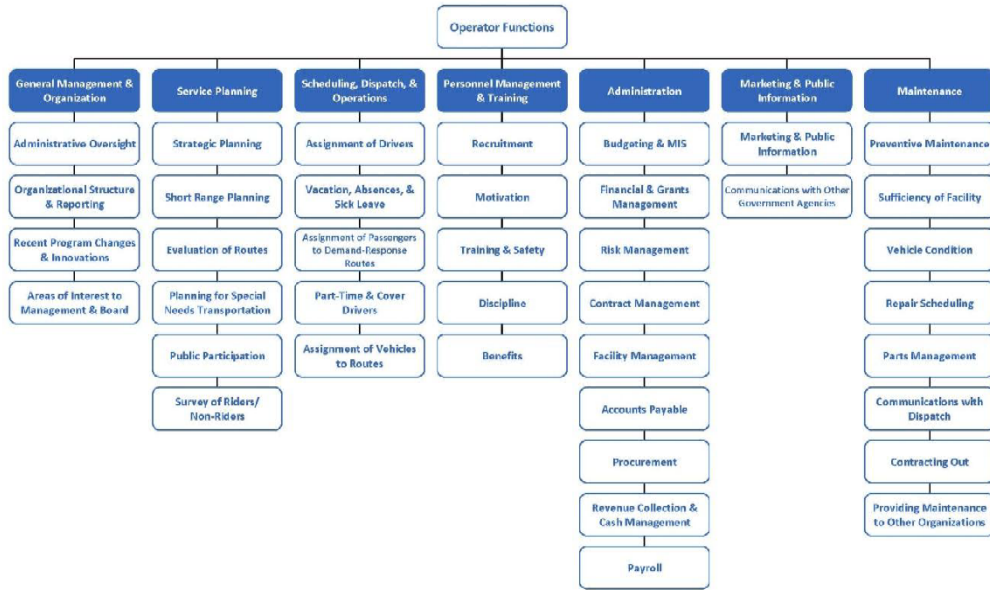 Operator Functions
General Management &
Organization
Administrative Oversight
Organizational Structure
& Reporting
Recent Program Changes
& Innovations
Areas of Interest to
Management & Board
Service Planning
Strategic Planning
Short Range Planning
Evaluation of Routes
Planning for Special
Needs Transportation
Public Participation
Survey of Riders/
Non-Riders
Scheduling, Dispatch, &
Operations
Assignment of Drivers
Vacation, Absences, &
Sick Leave
Assignment of Passengers
to Demand-Response
Routes
Part-Time & Cover
Drivers
Assignment of Vehicles
to Routes
Personnel Management
& Training
Recruitment
Motivation
Training & Safety
Discipline
Benefits
Administration
Budgeting & MIS
Financial & Grants
Management
Risk Management
Contract Management
Facility Management
Accounts Payable
Procurement
Revenue Collection &
Cash Management
Payroll
Marketing & Public
Information
Marketing & Public
Information
Communications with Other
Government Agencies
Maintenance
Preventive Maintenance
Sufficiency of Facility
Vehicle Condition
Repair Scheduling
Parts Management
Communications with
Dispatch
Contracting Out
Providing Maintenance
to Other Organizations